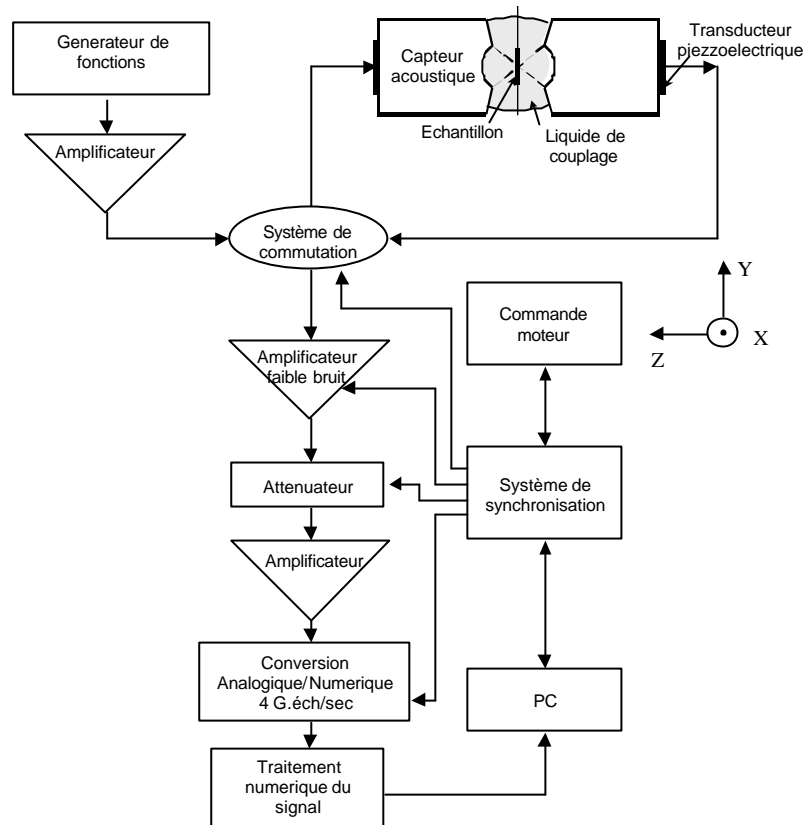 Generateur de
fonctions
Amplificateur
Capteur
acoustique
Transducteur
piezzoelectrique
Echantillon
Liquide de
couplage
Système de
commutation
Y
X
Z
Commande
moteur
Amplificateur
faible bruit
Attenuateur
Système de
synchronisation
Amplificateur
Conversion
Analogique/Numerique
4 G.éch/sec
PC
Traitement
numerique du
signal